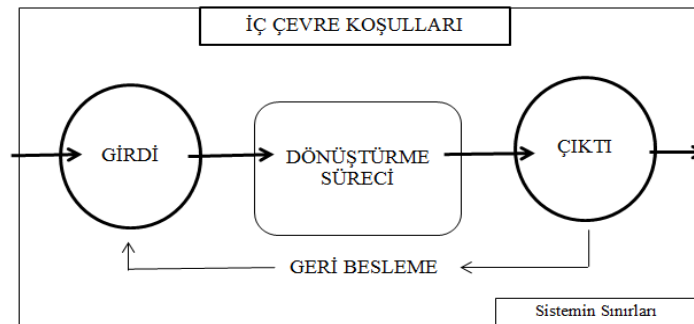 İÇ ÇEVRE KOŞULLARI
GİRDİ
DÖNÜŞTÜRME
SÜRECİ
ÇIKTI
GERİ BESLEME
Sistemin Sınırları